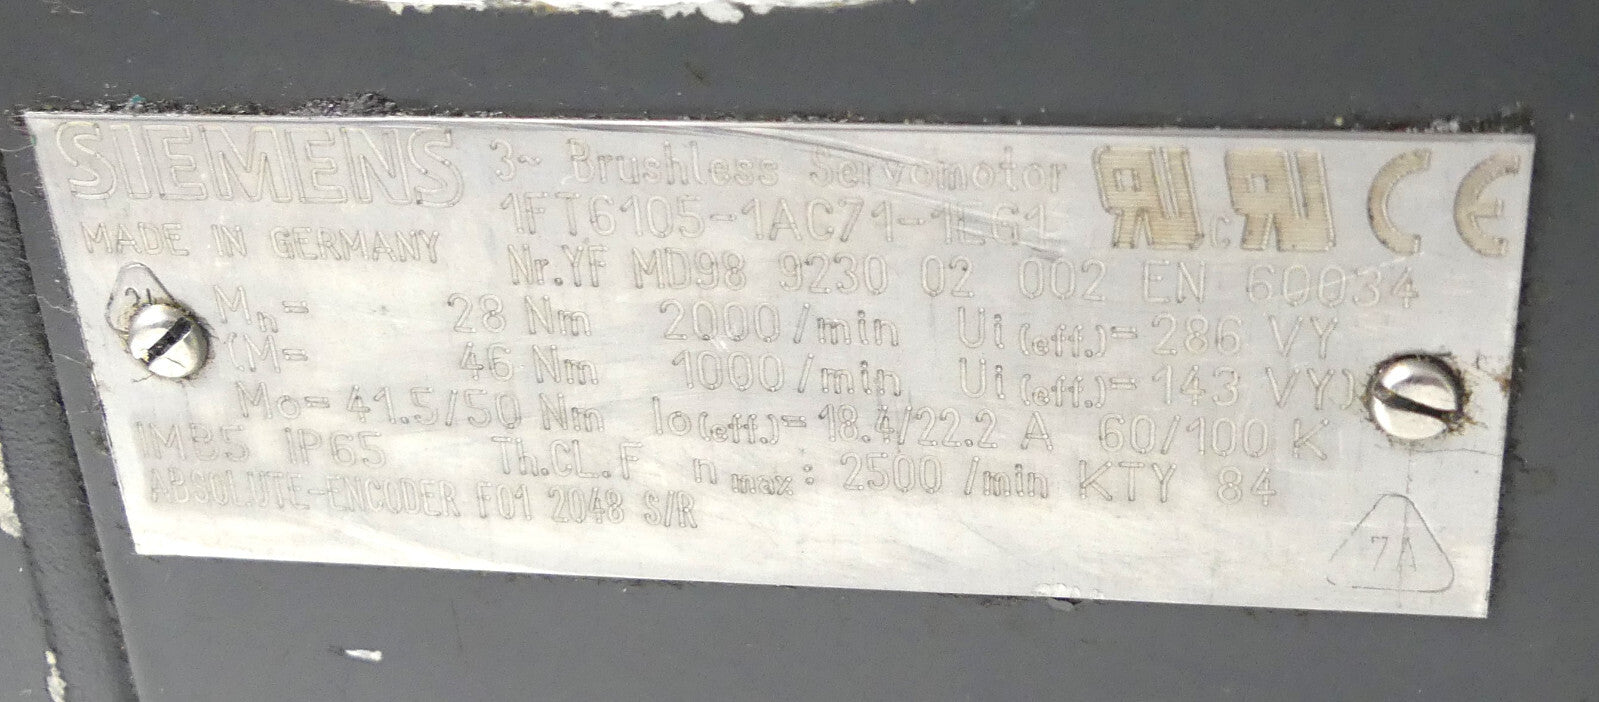 SIEMENS 3~ Brushless Servomotor
1FT6105-1AC71-1EG1
MADE IN GERMANY
Nr.YF MD98 9230 02 002 EN 60034
Mn= 28 Nm 2000/min Ui(eff.)=286 VY
(M= 46 Nm 1000/min Ui(eff.)=143 VY)
Mo=41.5/50 Nm Io(eff.)=18.4/22.2 A 60/100 K
IMB5 IP65 Th.CL.F n max: 2500/min KTY 84
ABSOLUTE-ENCODER F01 2048 S/R